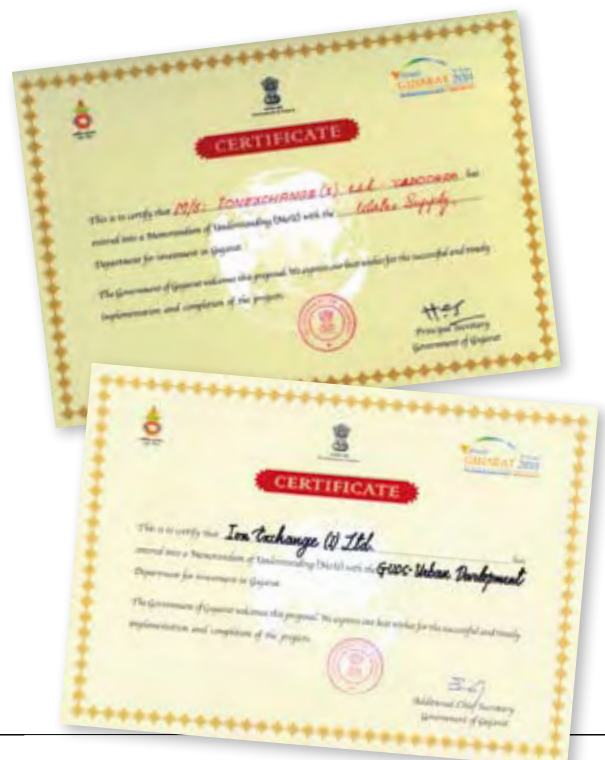 CERTIFICATE
This is to certify that M/s. IONEXCHANGE (I) Ltd. VADODARA has
entered into a Memorandum of Understanding (MoU) with the Water Supply.
Department for investment in Gujarat.
The Government of Gujarat welcomes this proposal. We express our best wishes for the successful and timely
implementation and completion of the projects.
Principal Secretary
Government of Gujarat
GUJARAT
CERTIFICATE
This is to certify that Ion Exchange (I) Ltd. has
entered into a Memorandum of Understanding (MoU) with the GUDC-Urban Development
Department for investment in Gujarat.
The Government of Gujarat welcomes this proposal. We express our best wishes for the successful and timely
implementation and completion of the projects.
Additional Chief Secretary
Government of Gujarat